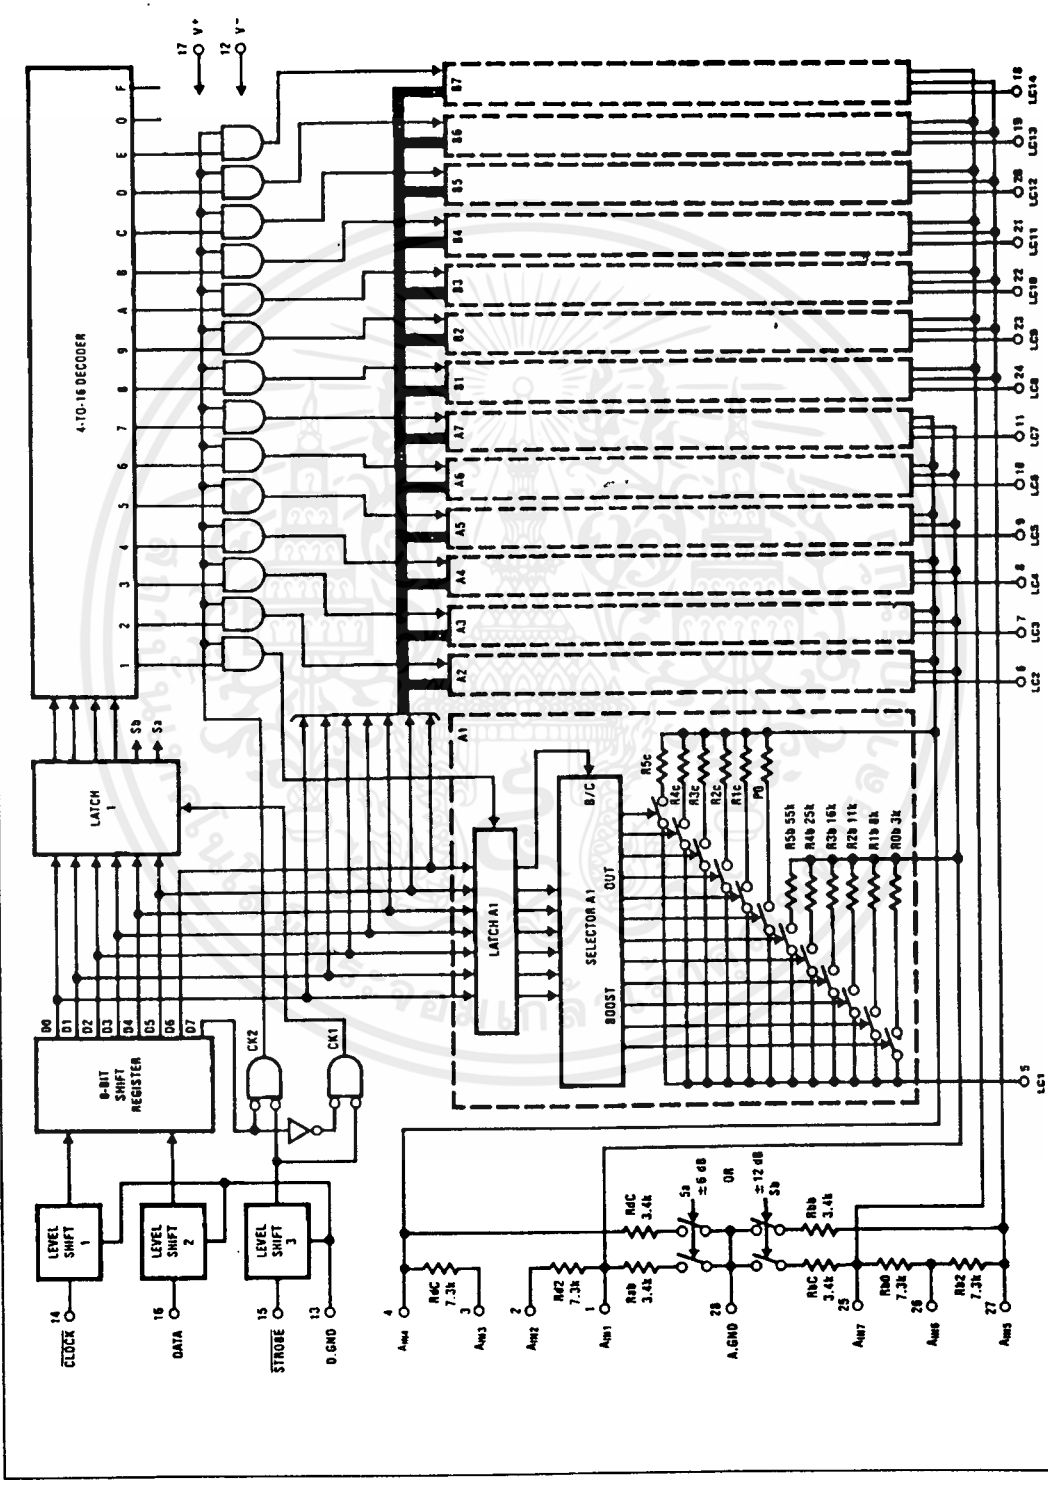 17 V+
12 V-
4-TO-16 DECODER
1 2 3 4 5 6 7 8 9 A B C D E 0 F
LATCH
1
Sb
Sa
8-BIT
SHIFT
REGISTER
D0
D1
D2
D3
D4
D5
D6
D7
CK2
CK1
LEVEL
SHIFT
1
LEVEL
SHIFT
2
LEVEL
SHIFT
3
14
CLOCK
16
DATA
15
STROBE
13
D.GND
A1
A2
A3
A4
A5
A6
A7
B1
B2
B3
B4
B5
B6
B7
LATCH A1
SELECTOR A1
B/C
BOOST
OUT
R5c
R4c
R3c
R2c
R1c
P0
R5b 55k
R4b 25k
R3b 16k
R2b 11k
R1b 8k
R0b 3k
4
AIN4
RdC
7.3k
3
AIN3
2
AIN2
Rd2
7.3k
1
AIN1
RdC
3.4k
Rab
3.4k
Sa
±6 dB
OR
±12 dB
Sb
28
A.GND
Rbb
3.4k
RbC
3.4k
25
AIN7
Rb0
7.3k
26
AIN6
Rb2
7.3k
27
AIN5
5
LC1
6
LC2
7
LC3
8
LC4
9
LC5
10
LC6
11
LC7
24
LC8
23
LC9
22
LC10
21
LC11
20
LC12
19
LC13
18
LC14